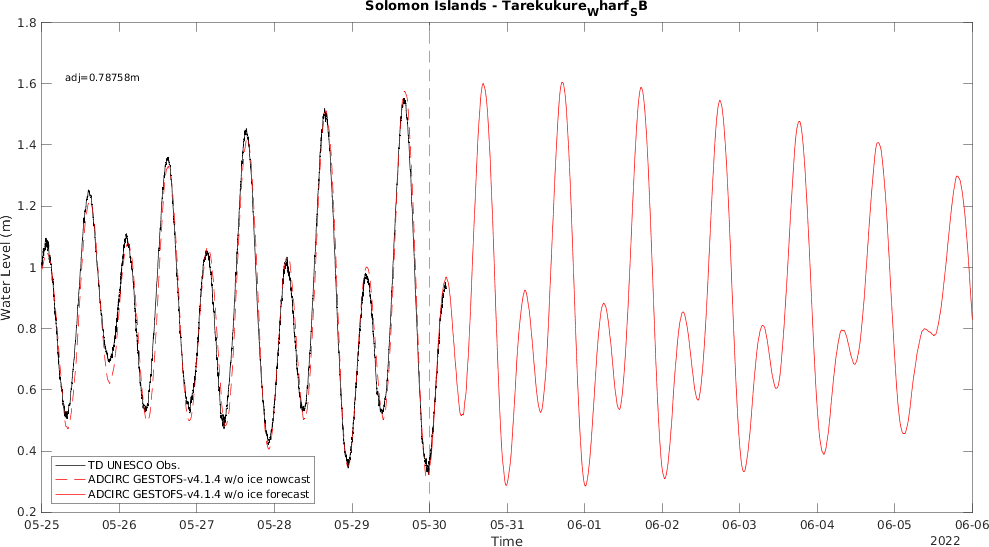 Solomon Islands - TarekukureWharfSB
1.8
1.6
1.4
1.2
1
0.8
0.6
0.4
0.2
Water Level (m)
adj=0.78758m
TD UNESCO Obs.
ADCIRC GESTOFS-v4.1.4 w/o ice nowcast
ADCIRC GESTOFS-v4.1.4 w/o ice forecast
05-25 05-26 05-27 05-28 05-29 05-30 05-31 06-01 06-02 06-03 06-04 06-05 06-06
Time
2022